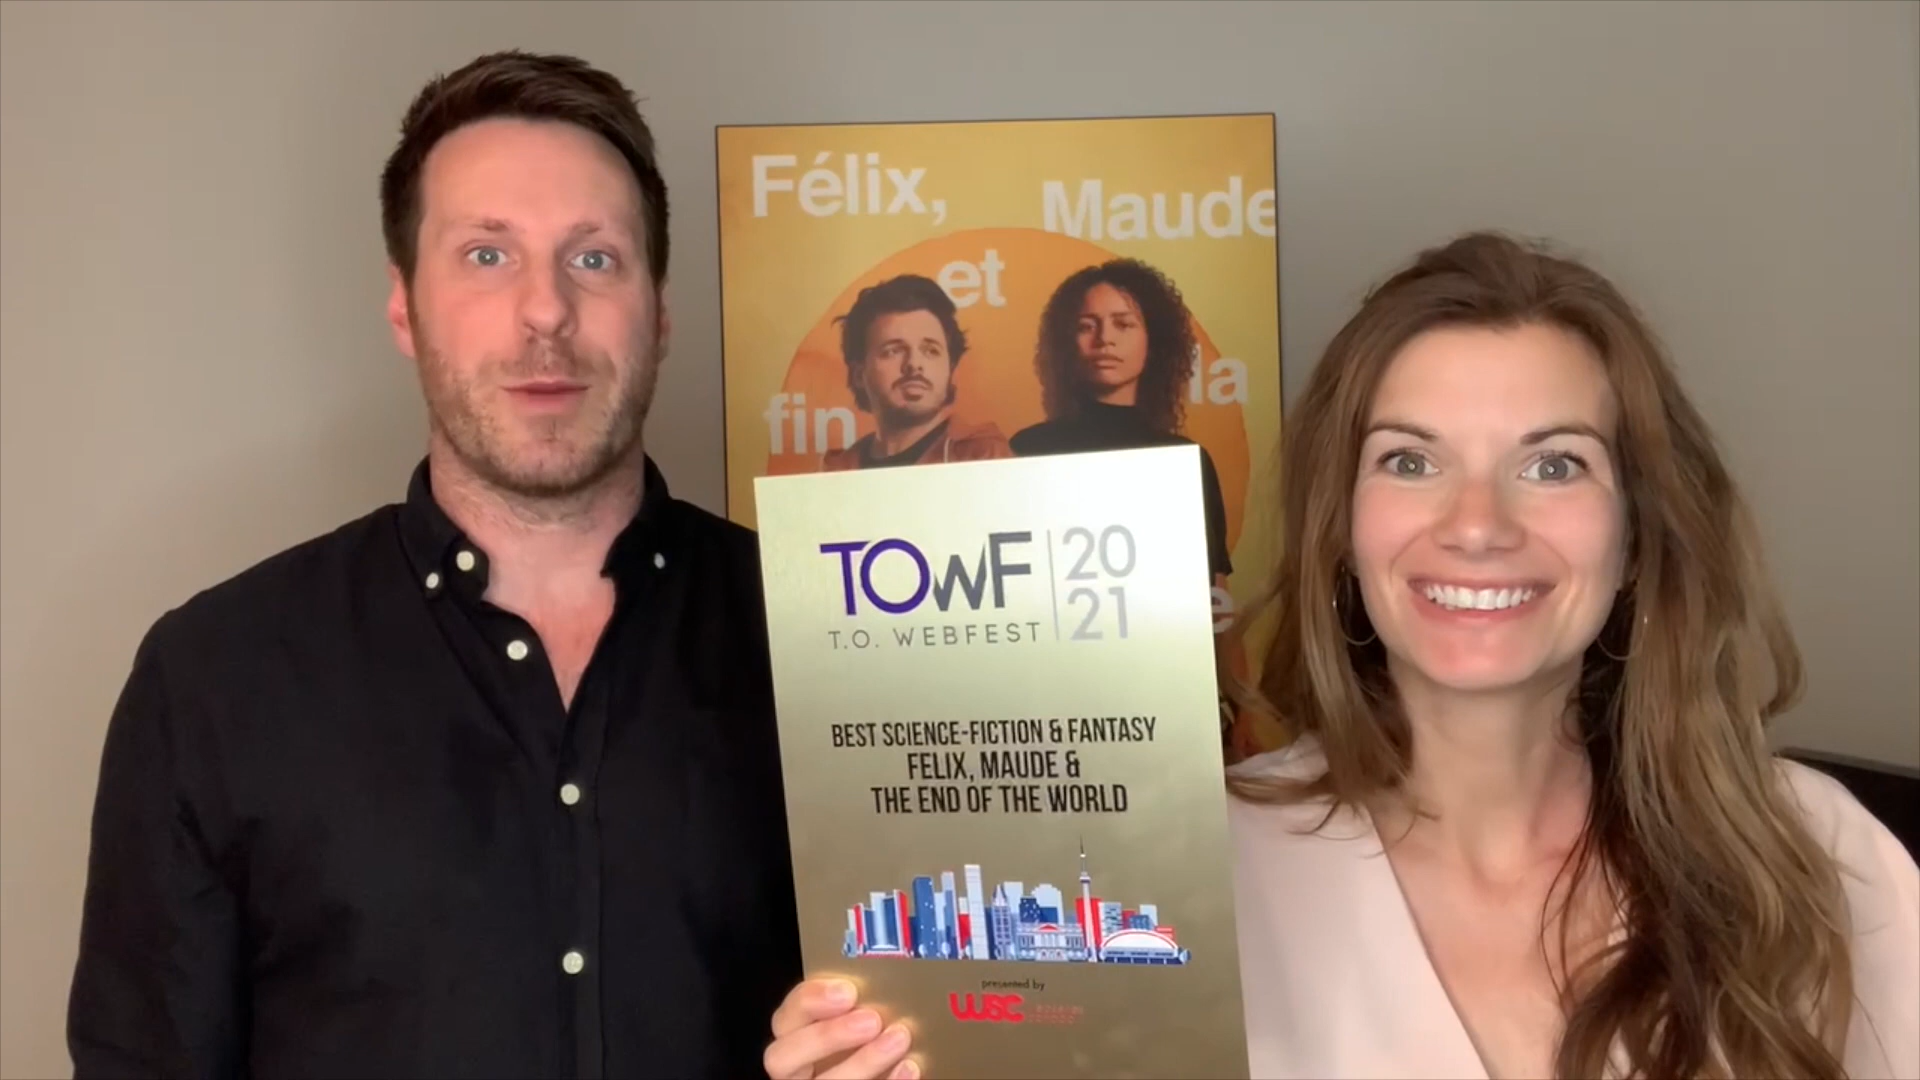 Félix,
Maude
et
la
fin
TOWF
20
21
T.O. WEBFEST
BEST SCIENCE-FICTION & FANTASY
FELIX, MAUDE &
THE END OF THE WORLD
presented by
WSC